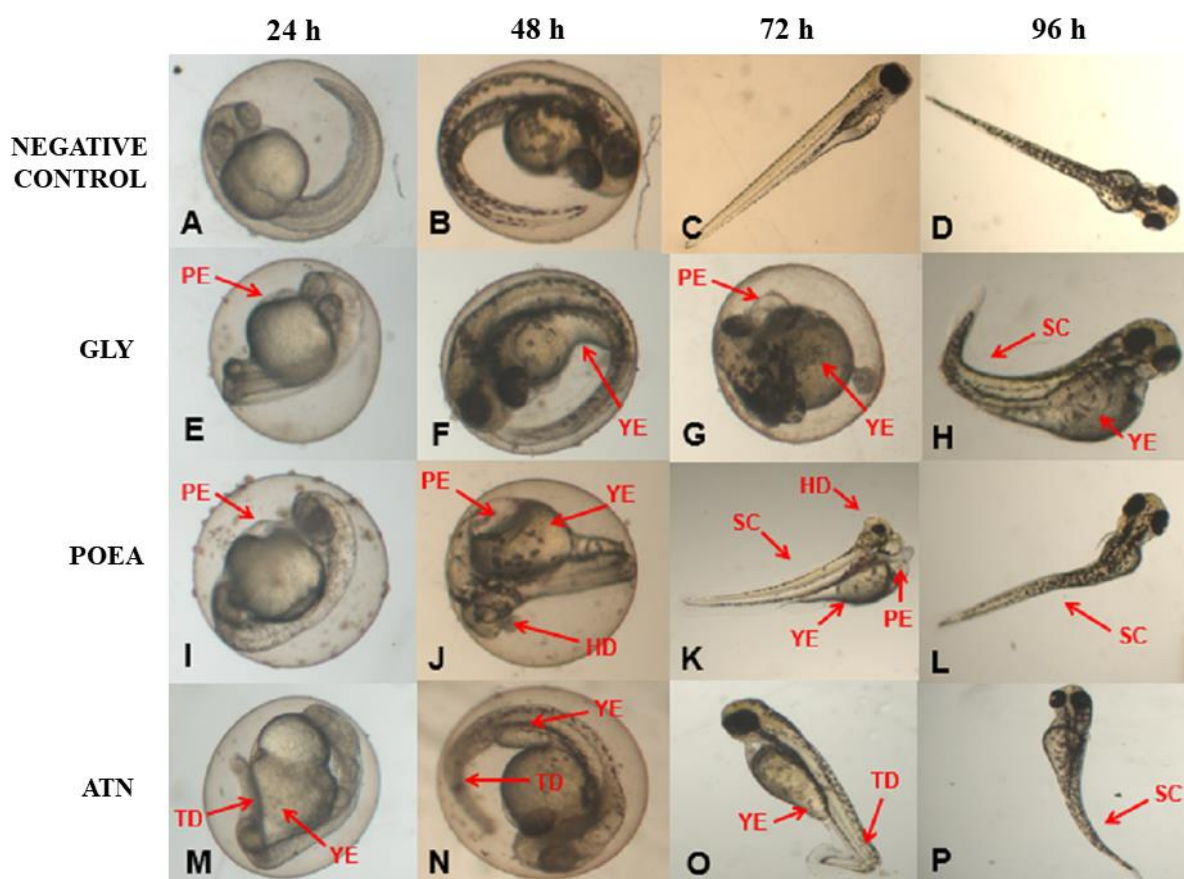 24 h 48 h 72 h 96 h
NEGATIVE
CONTROL
A B C D
PE PE SC
GLY
YE YE YE
E F G H
PE PE YE HD
SC
POEA
HD YE PE SC
I J K L
YE
TD TD
ATN
TD YE YE SC
M N O P